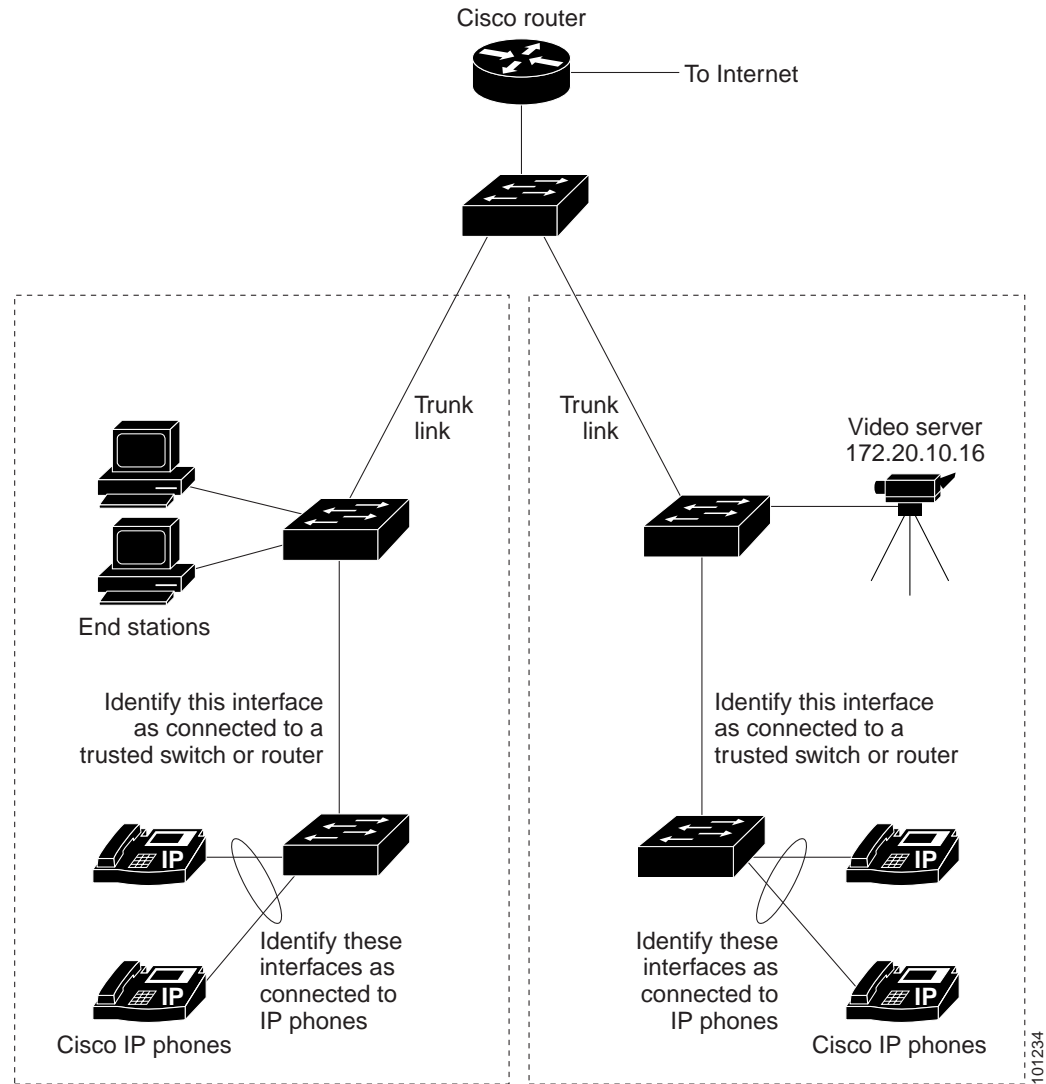 Cisco router
To Internet
Trunk
link
Trunk
link
Video server
172.20.10.16
End stations
Identify this interface
as connected to a
trusted switch or router
Identify this interface
as connected to a
trusted switch or router
IP
IP
IP
IP
Identify these
interfaces as
connected to
IP phones
Identify these
interfaces as
connected to
IP phones
Cisco IP phones
Cisco IP phones
101234